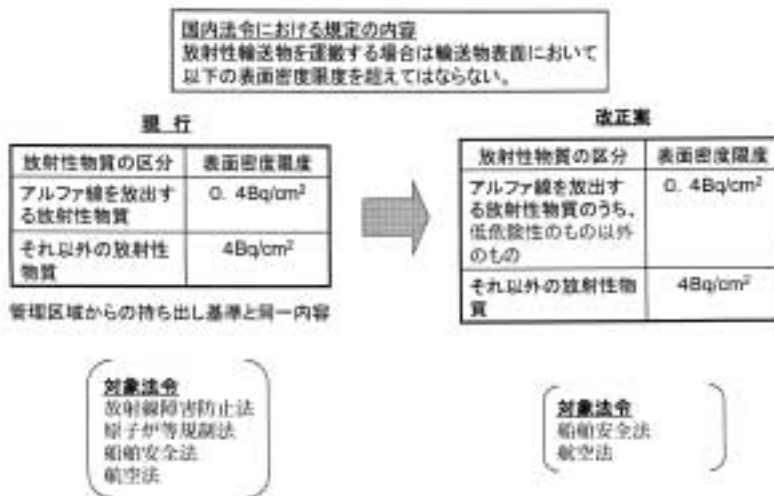 国内法令における規定の内容
放射性輸送物を運搬する場合は輸送物表面において
以下の表面密度限度を超えてはならない。
現 行
放射性物質の区分 表面密度限度
アルファ線を放出す
る放射性物質
0. 4Bq/cm²
それ以外の放射性
物質
4Bq/cm²
管理区域からの持ち出し基準と同一内容
対象法令
放射線障害防止法
原子炉等規制法
船舶安全法
航空法
改正案
放射性物質の区分 表面密度限度
アルファ線を放出す
る放射性物質のうち、
低危険性のもの以外
のもの
0. 4Bq/cm²
それ以外の放射性物
質
4Bq/cm²
対象法令
船舶安全法
航空法